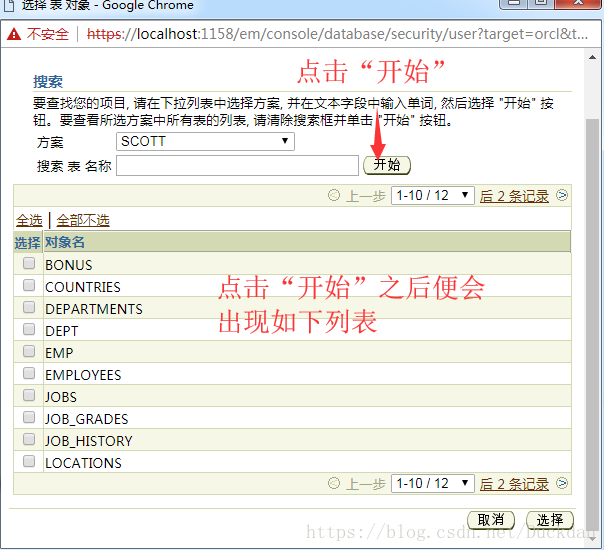 选择 表 对象 - Google Chrome
不安全 https://localhost:1158/em/console/database/security/user?target=orcl&t...
点击“开始”
搜索
要查找您的项目, 请在下拉列表中选择方案, 并在文本字段中输入单词, 然后选择 "开始" 按
钮。要查看所选方案中所有表的列表, 请清除搜索框并单击 "开始" 按钮。
方案 SCOTT
搜索 表 名称 开始
上一步 1-10 / 12 后 2 条记录
全选 | 全部不选
选择 对象名
BONUS
COUNTRIES
点击“开始”之后便会
DEPARTMENTS
出现如下列表
DEPT
EMP
EMPLOYEES
JOBS
JOB_GRADES
JOB_HISTORY
LOCATIONS
上一步 1-10 / 12 后 2 条记录
取消 选择
https://blog.csdn.net/Duckdan